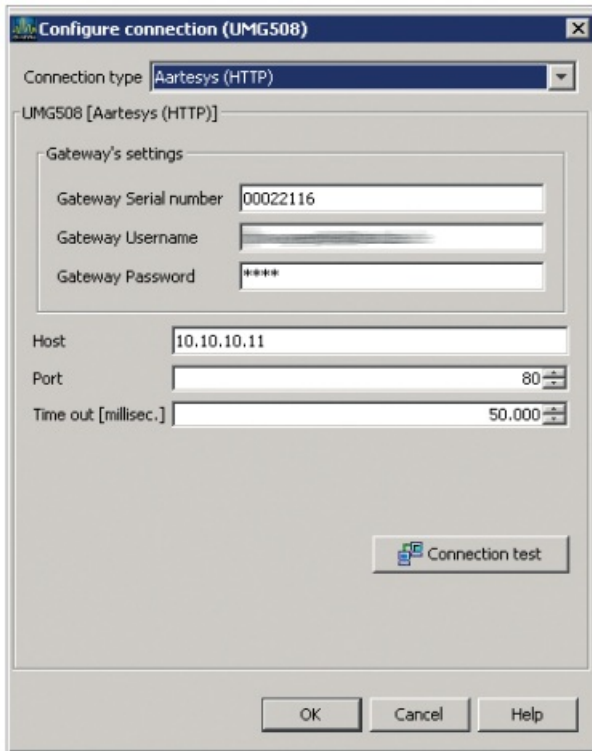 Configure connection (UMG508)
Connection type Aartesys (HTTP)
UMG508 [Aartesys (HTTP)]
Gateway's settings
Gateway Serial number 00022116
Gateway Username
Gateway Password ****
Host 10.10.10.11
Port 80
Time out [millisec.] 50.000
Connection test
OK Cancel Help